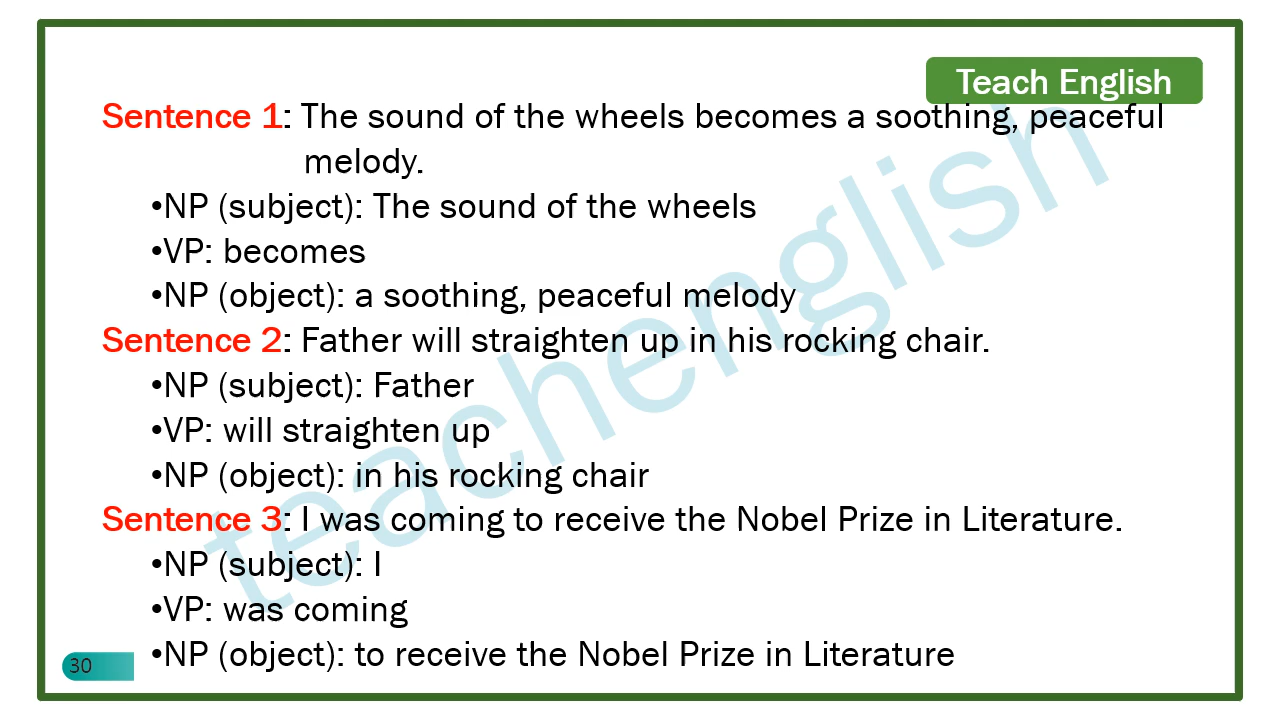 Teach English
Sentence 1: The sound of the wheels becomes a soothing, peaceful
melody.
•NP (subject): The sound of the wheels
•VP: becomes
•NP (object): a soothing, peaceful melody
Sentence 2: Father will straighten up in his rocking chair.
•NP (subject): Father
•VP: will straighten up
•NP (object): in his rocking chair
Sentence 3: I was coming to receive the Nobel Prize in Literature.
•NP (subject): I
•VP: was coming
•NP (object): to receive the Nobel Prize in Literature
30
teachenglish